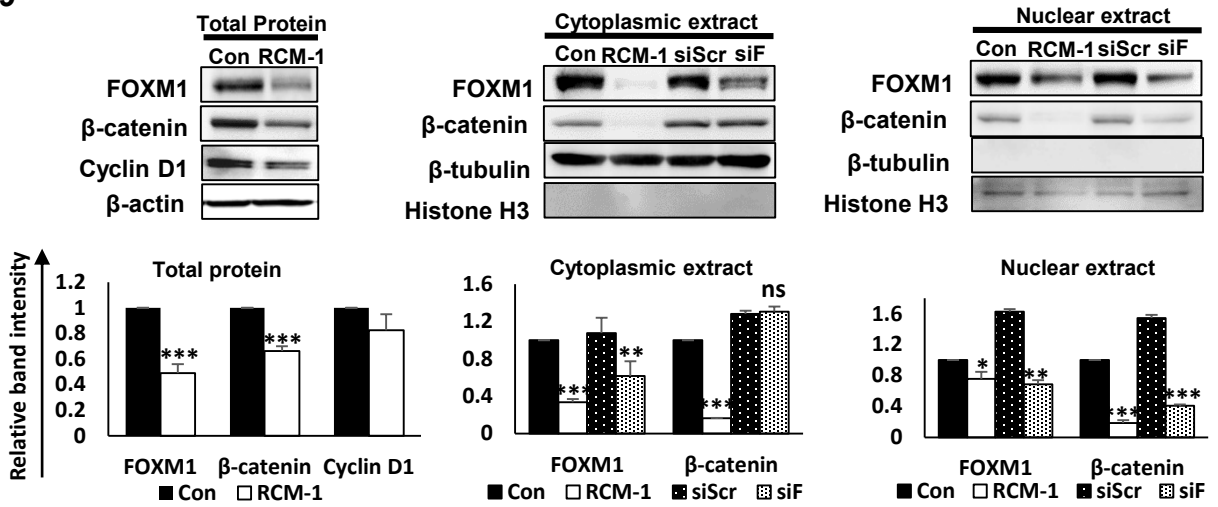 Total Protein
Con RCM-1
FOXM1
β-catenin
Cyclin D1
β-actin
Cytoplasmic extract
Con RCM-1 siScr siF
FOXM1
β-catenin
β-tubulin
Histone H3
Nuclear extract
Con RCM-1 siScr siF
FOXM1
β-catenin
β-tubulin
Histone H3
Relative band intensity
Total protein
1.2
1
0.8
0.6
0.4
0.2
0
***
***
FOXM1 β-catenin Cyclin D1
Con RCM-1
Cytoplasmic extract
1.6
1.2
0.8
0.4
0
***
**
***
ns
FOXM1 β-catenin
Con RCM-1 siScr siF
Nuclear extract
1.6
1.2
0.8
0.4
0
*
**
***
***
FOXM1 β-catenin
Con RCM-1 siScr siF